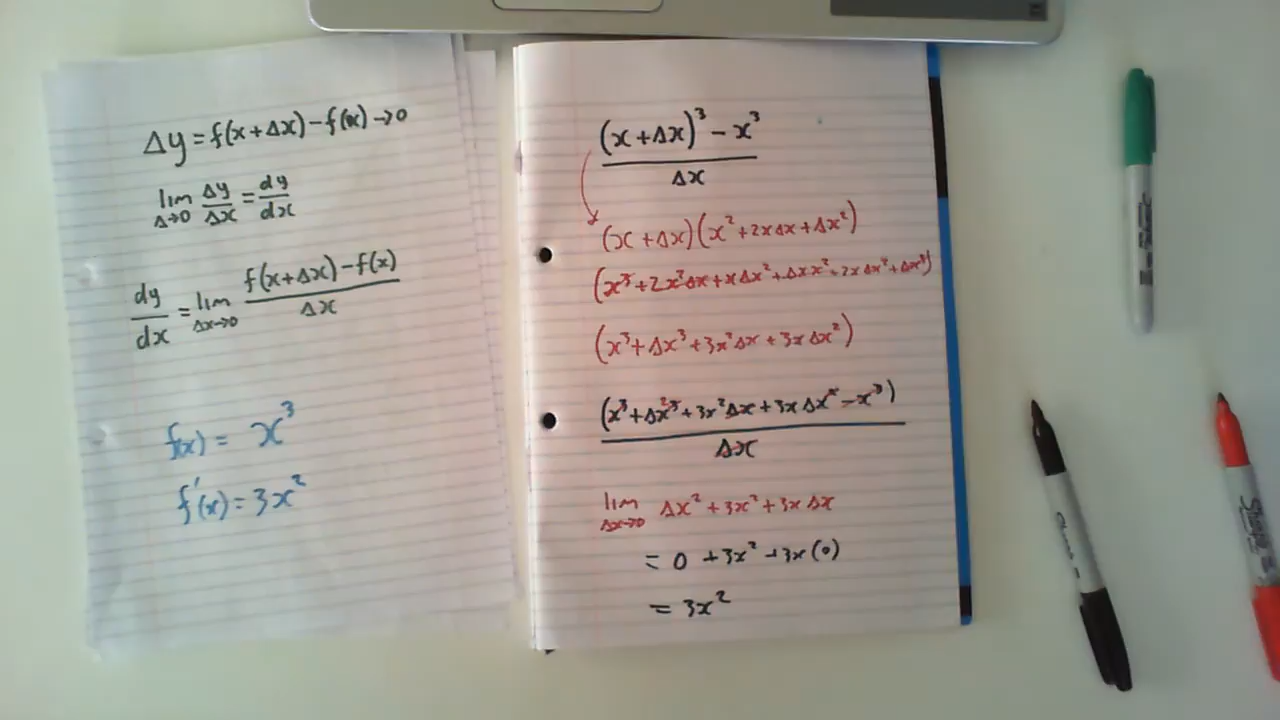 Δy = f(x+Δx) - f(x) → 0
lim Δ→0 Δy/Δx = dy/dx
dy/dx = lim Δx→0 (f(x+Δx) - f(x))/Δx
f(x) = x³
f'(x) = 3x²
((x+Δx)³ - x³)/Δx
(x+Δx)(x² + 2xΔx + Δx²)
(x³ + 2x²Δx + xΔx² + Δxx² + 2xΔx² + Δx³)
(x³ + Δx³ + 3x²Δx + 3xΔx²)
(x³ + Δx³ + 3x²Δx + 3xΔx² - x³)/Δx
lim Δx→0 Δx² + 3x² + 3xΔx
= 0 + 3x² + 3x(0)
= 3x²
Sharpie